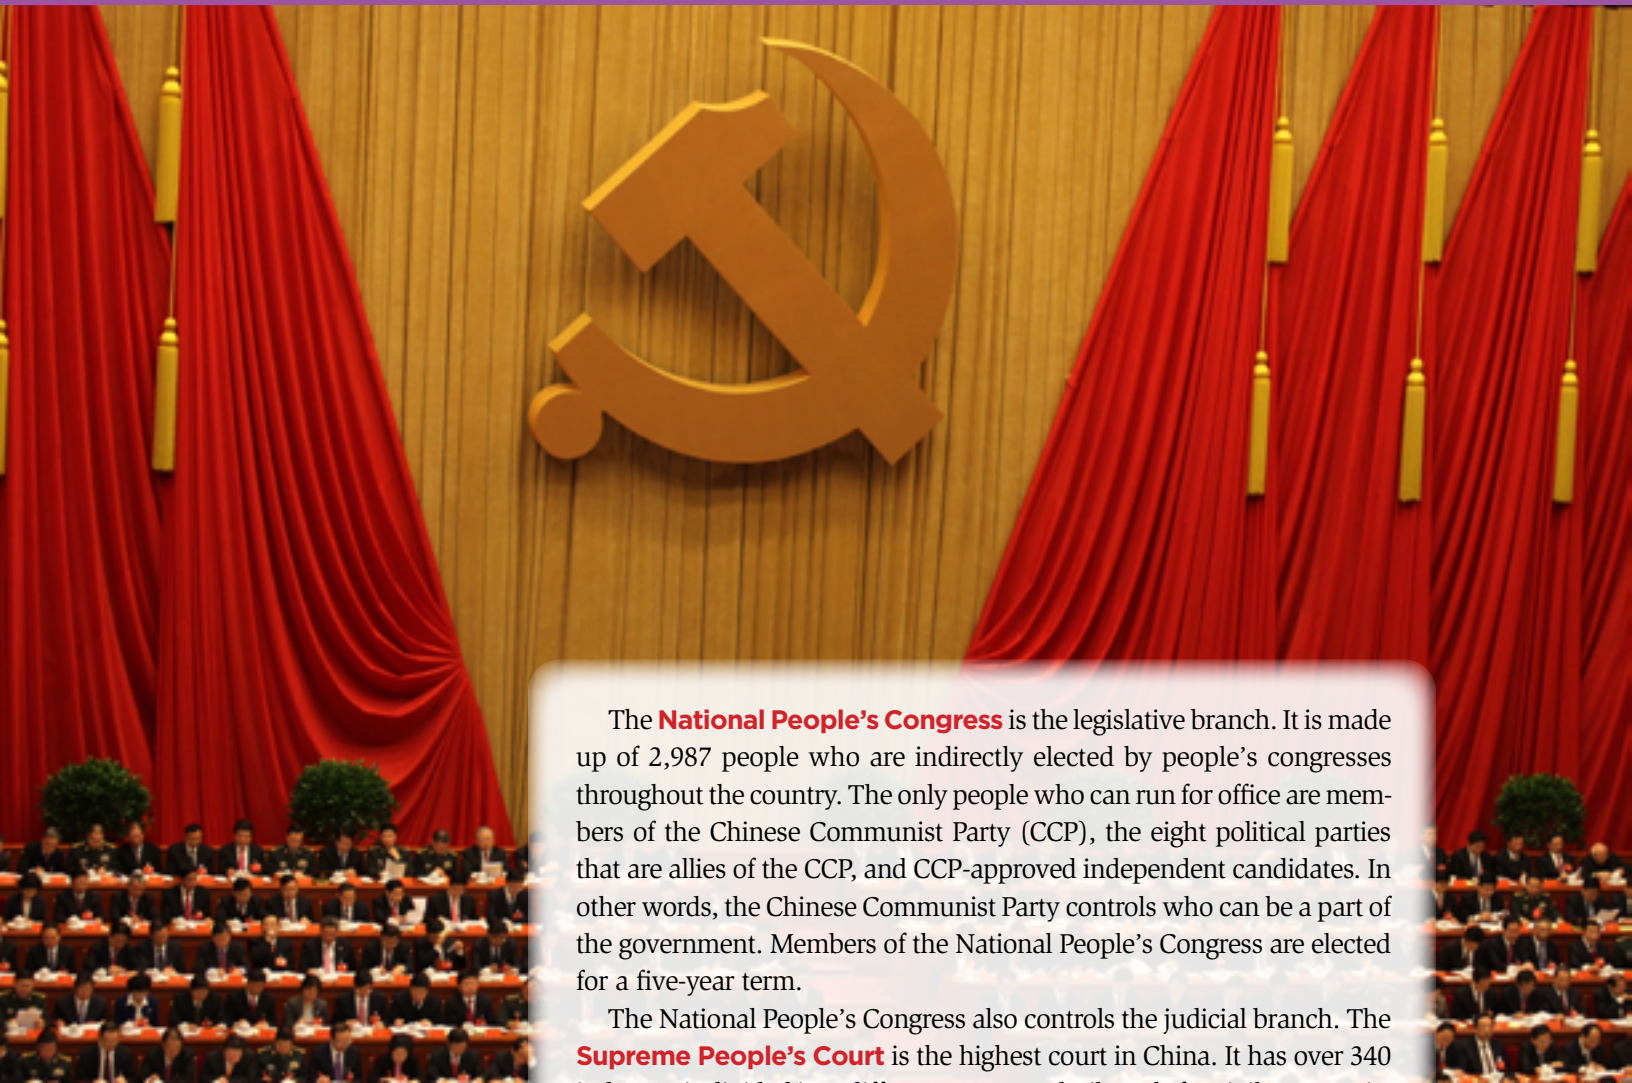 The National People’s Congress is the legislative branch. It is made
up of 2,987 people who are indirectly elected by people’s congresses
throughout the country. The only people who can run for office are mem-
bers of the Chinese Communist Party (CCP), the eight political parties
that are allies of the CCP, and CCP-approved independent candidates. In
other words, the Chinese Communist Party controls who can be a part of
the government. Members of the National People’s Congress are elected
for a five-year term.
The National People’s Congress also controls the judicial branch. The
Supreme People’s Court is the highest court in China. It has over 340